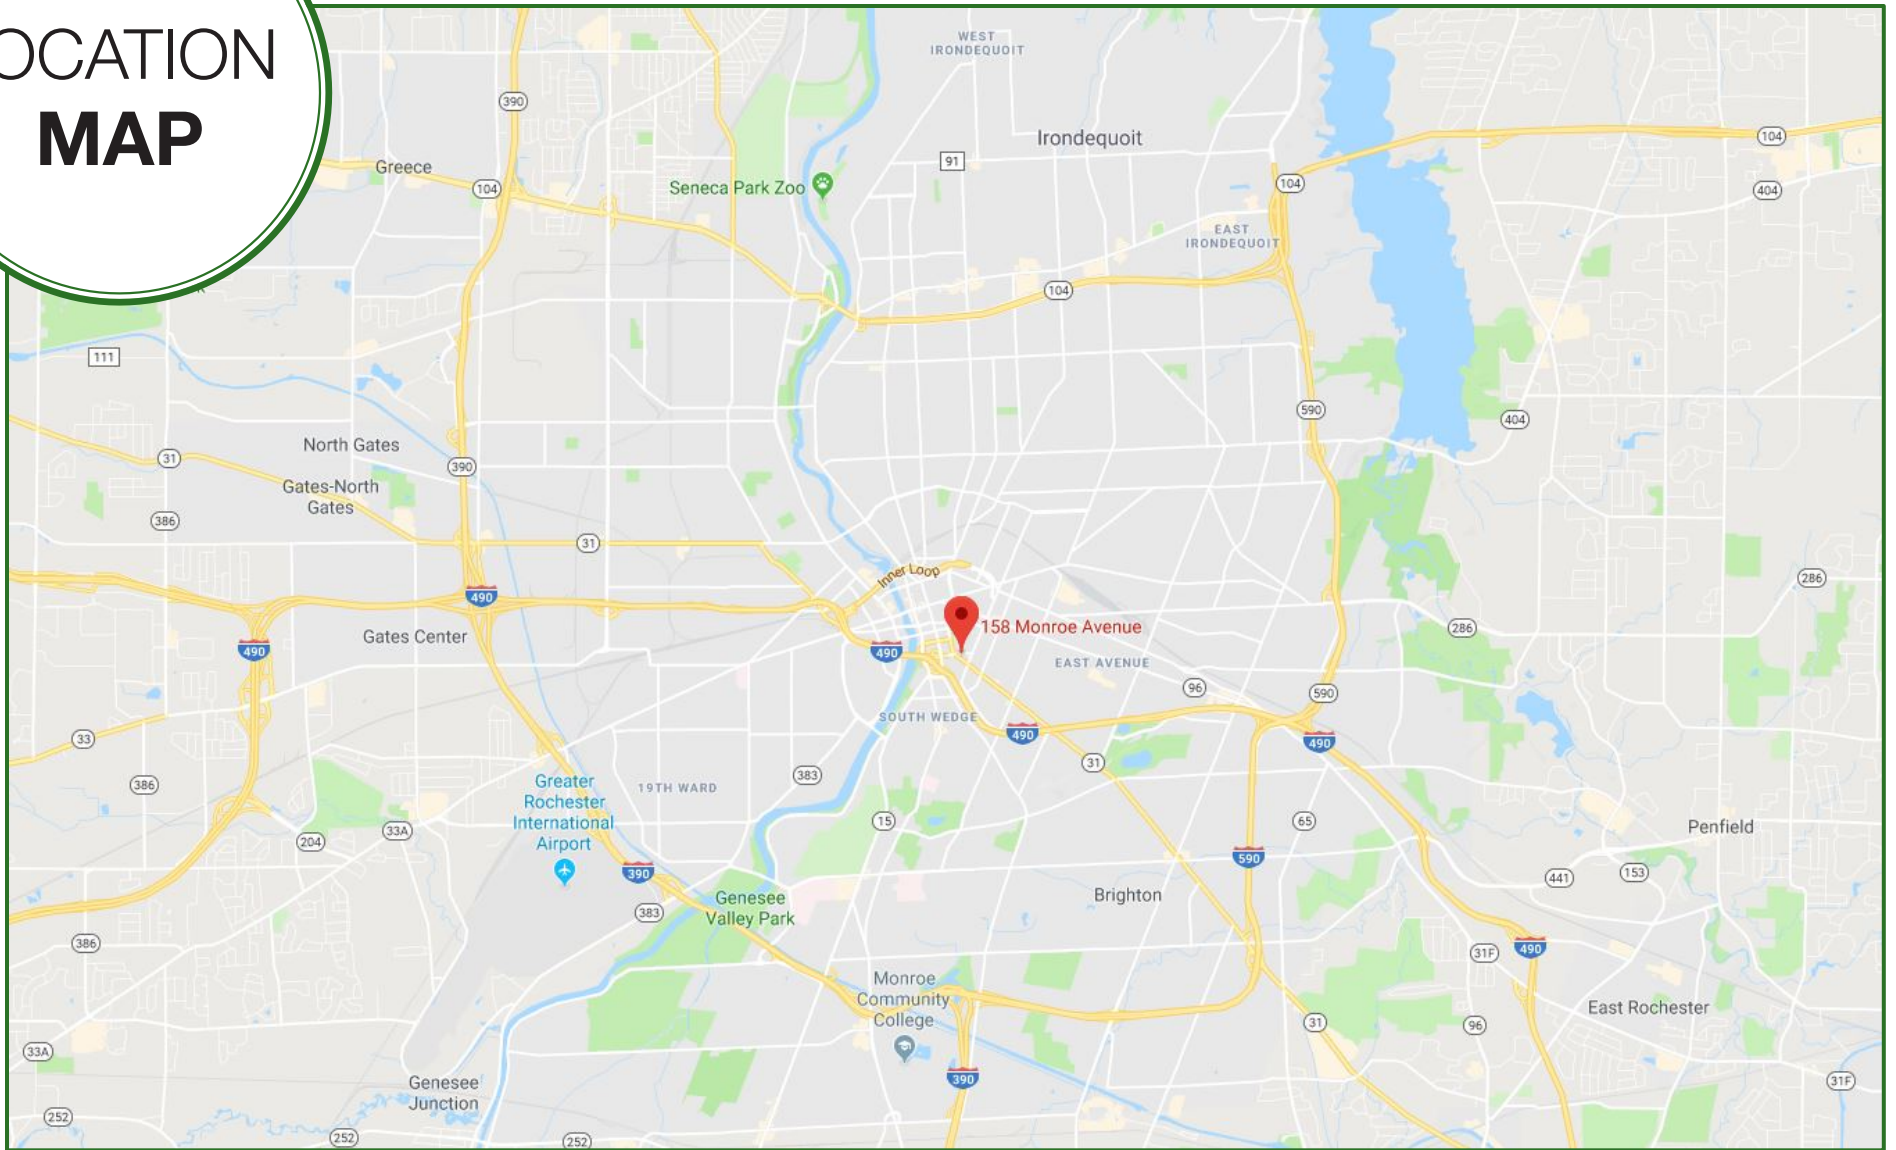 OCATION
MAP
WEST
IRONDEQUOIT
390
Irondequoit
104
91
Greece
104
Seneca Park Zoo
104
404
EAST
IRONDEQUOIT
104
111
590
404
North Gates
31
390
Gates-North
Gates
386
31
Inner Loop
286
490
158 Monroe Avenue
286
Gates Center
490
490
EAST AVENUE
96
590
SOUTH WEDGE
490
490
33
31
386
Greater
Rochester
International
Airport
19TH WARD
383
15
65
33A
204
Penfield
590
390
441
153
Genesee
Valley Park
Brighton
383
386
490
31F
Monroe
Community
College
East Rochester
31
96
33A
390
Genesee
Junction
31F
252
252
252